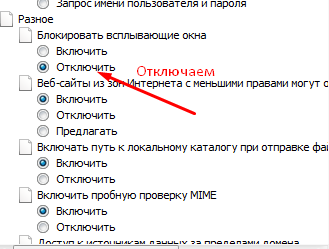 Запрос имени пользователя и пароля
Разное
Блокировать всплывающие окна
Включить
Отключить
Отключаем
Веб-сайты из зон Интернета с меньшими правами могут о
Включить
Отключить
Предлагать
Включать путь к локальному каталогу при отправке фа
Включить
Отключить
Включить пробную проверку MIME
Включить
Отключить
Доступ к источникам данных за пределами домена